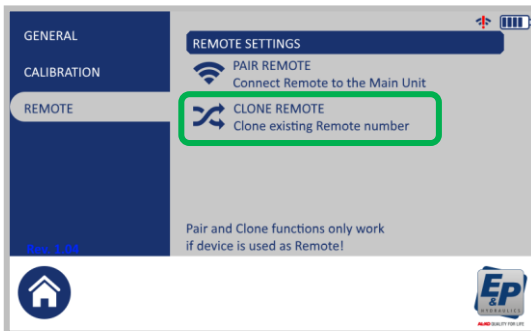 GENERAL
CALIBRATION
REMOTE
Rev. 1.04
REMOTE SETTINGS
PAIR REMOTE
Connect Remote to the Main Unit
CLONE REMOTE
Clone existing Remote number
Pair and Clone functions only work
if device is used as Remote!
E&P
HYDRAULICS
QUALITY FOR LIFE